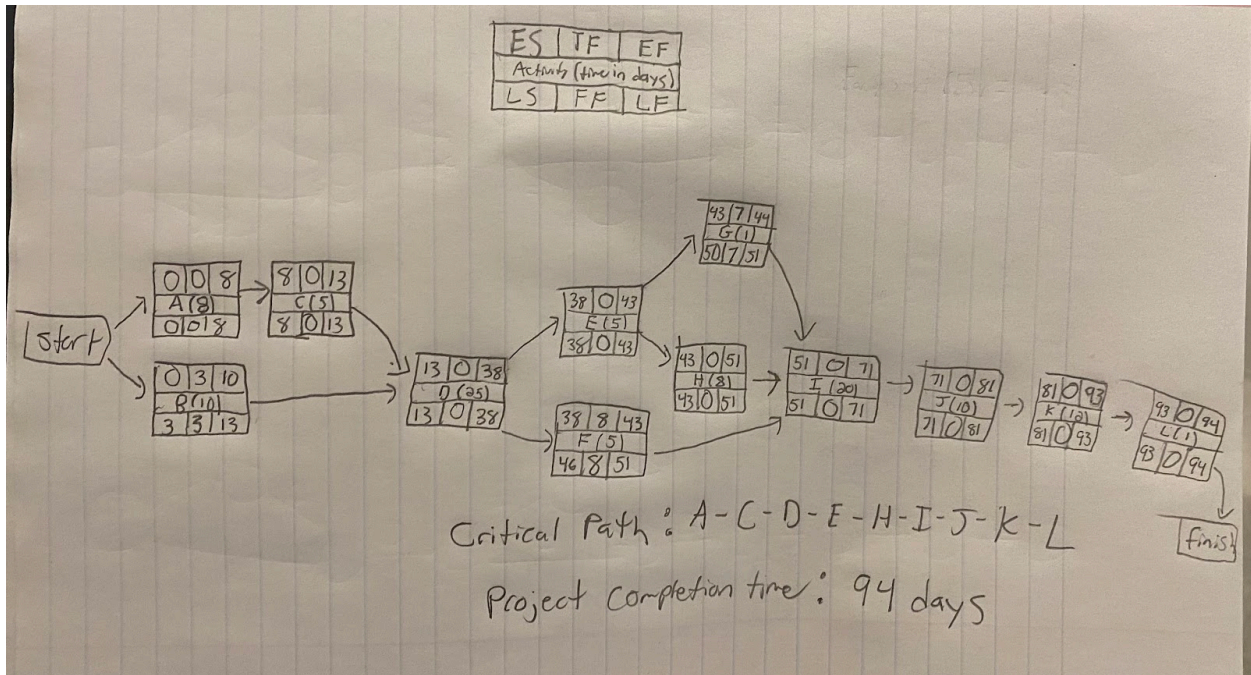 ES TF EF
Activity (time in days)
LS FF LF
start
0 0 8
A (8)
0 0 8
8 0 13
C (5)
8 0 13
0 3 10
B (10)
3 3 13
13 0 38
D (25)
13 0 38
38 0 43
E (5)
38 0 43
38 8 43
F (5)
46 8 51
43 7 44
G (1)
50 7 51
43 0 51
H (8)
43 0 51
51 0 71
I (20)
51 0 71
71 0 81
J (10)
71 0 81
81 0 93
K (12)
81 0 93
93 0 94
L (1)
93 0 94
finish
Critical Path: A-C-D-E-H-I-J-K-L
Project completion time: 94 days